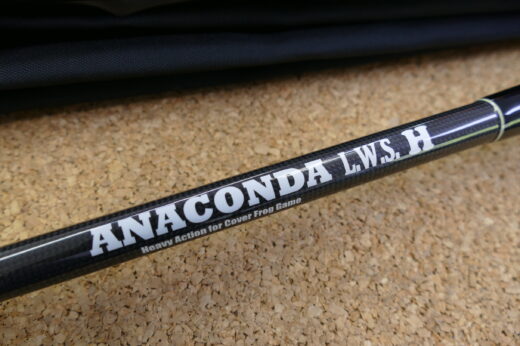 ANACONDA L.W.S. H
Heavy Action for Cover Frog Game